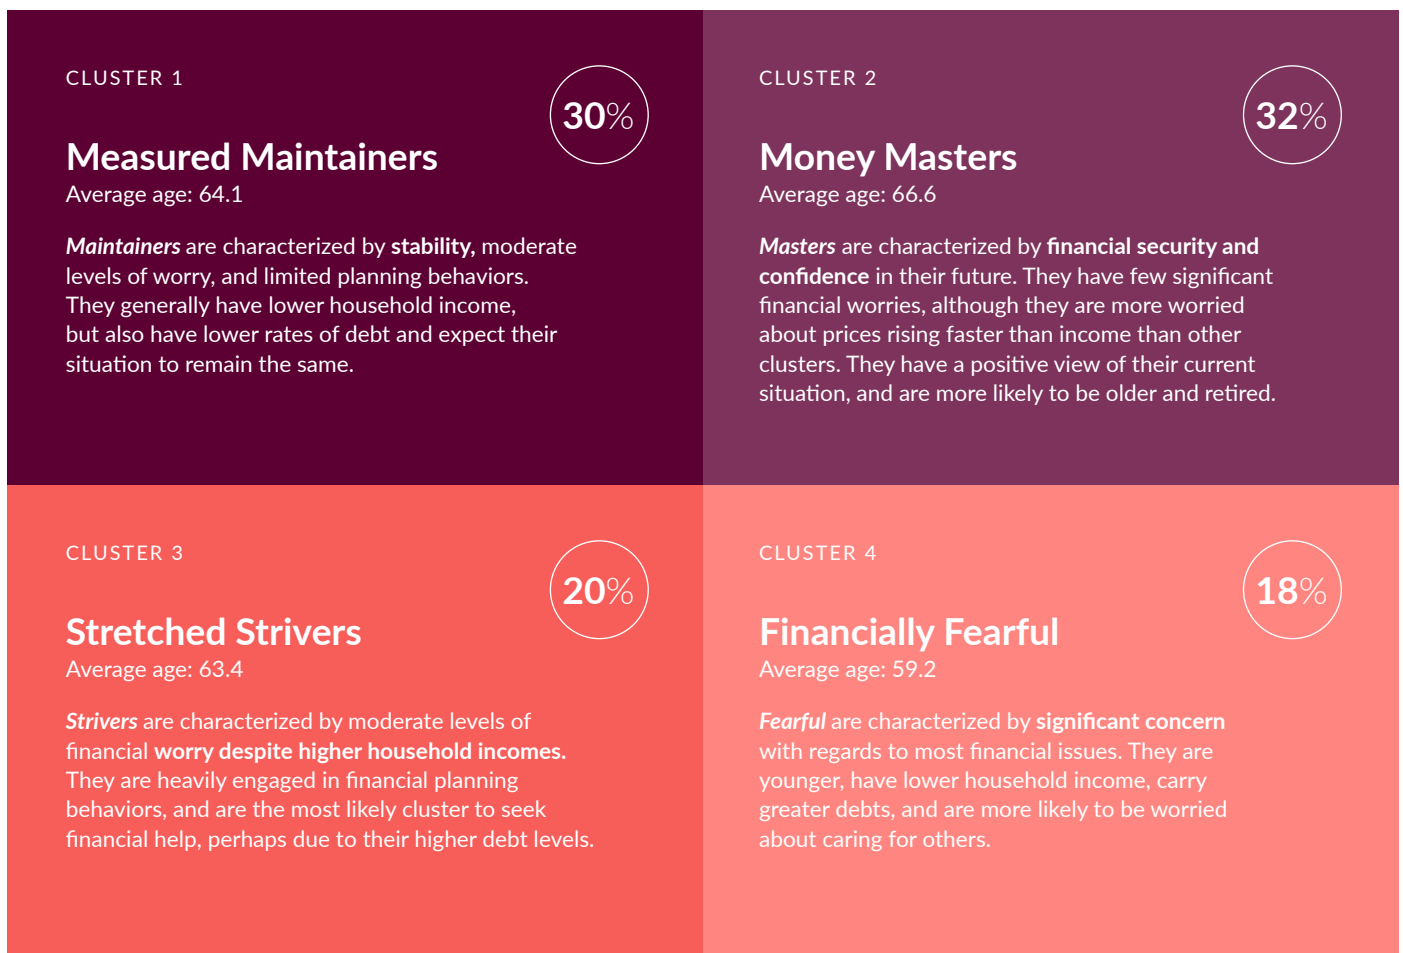 CLUSTER 1
30%
Measured Maintainers
Average age: 64.1
Maintainers are characterized by stability, moderate
levels of worry, and limited planning behaviors.
They generally have lower household income,
but also have lower rates of debt and expect their
situation to remain the same.
CLUSTER 2
32%
Money Masters
Average age: 66.6
Masters are characterized by financial security and
confidence in their future. They have few significant
financial worries, although they are more worried
about prices rising faster than income than other
clusters. They have a positive view of their current
situation, and are more likely to be older and retired.
CLUSTER 3
20%
Stretched Strivers
Average age: 63.4
Strivers are characterized by moderate levels of
financial worry despite higher household incomes.
They are heavily engaged in financial planning
behaviors, and are the most likely cluster to seek
financial help, perhaps due to their higher debt levels.
CLUSTER 4
18%
Financially Fearful
Average age: 59.2
Fearful are characterized by significant concern
with regards to most financial issues. They are
younger, have lower household income, carry
greater debts, and are more likely to be worried
about caring for others.